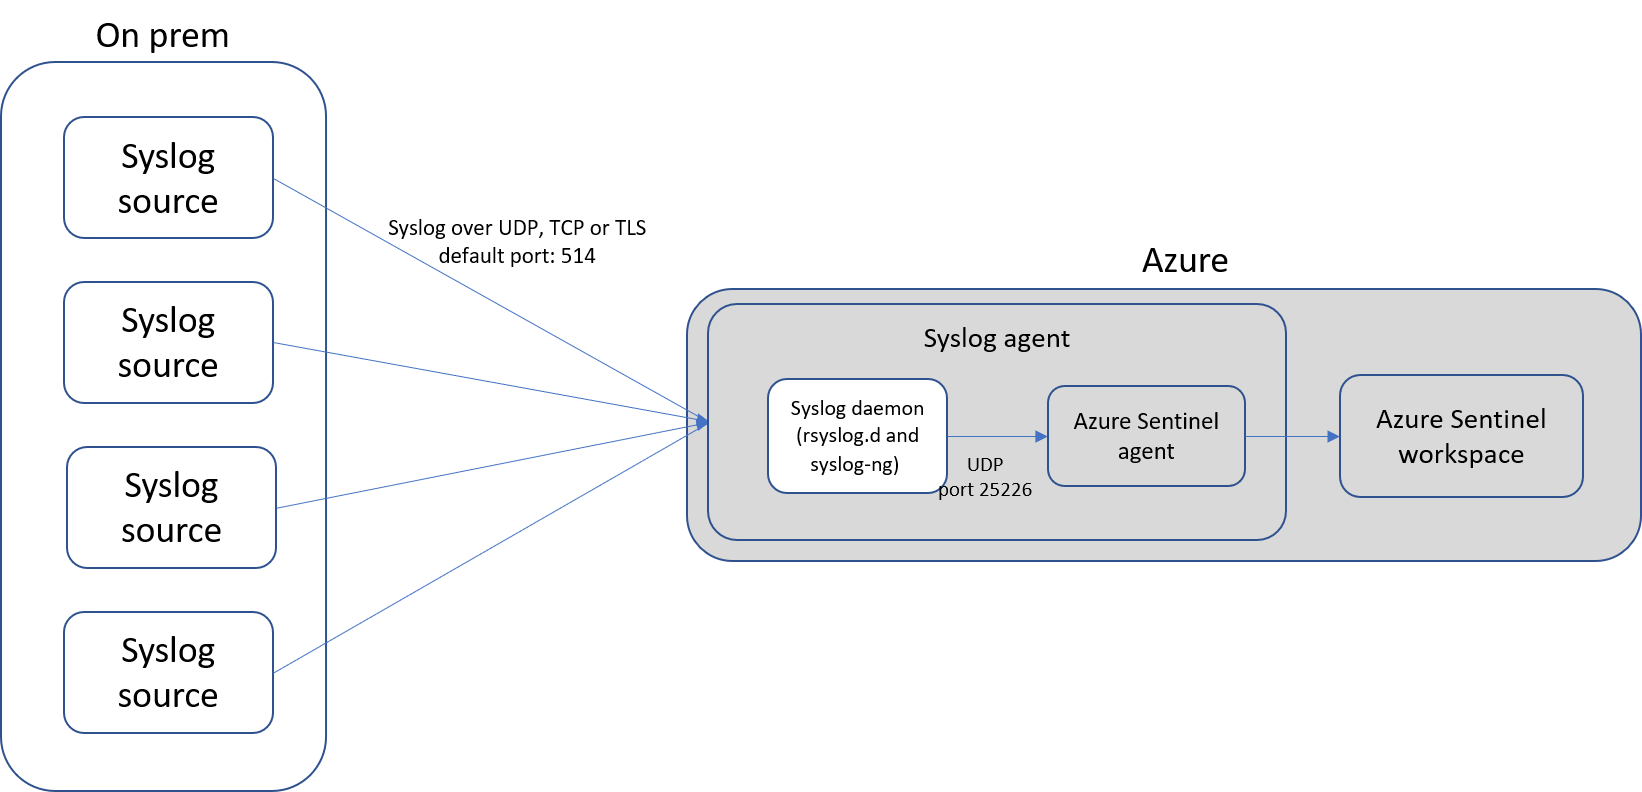 On prem
Syslog
source
Syslog
source
Syslog
source
Syslog
source
Syslog over UDP, TCP or TLS
default port: 514
Azure
Syslog agent
Syslog daemon
(rsyslog.d and
syslog-ng)
UDP
port 25226
Azure Sentinel
agent
Azure Sentinel
workspace